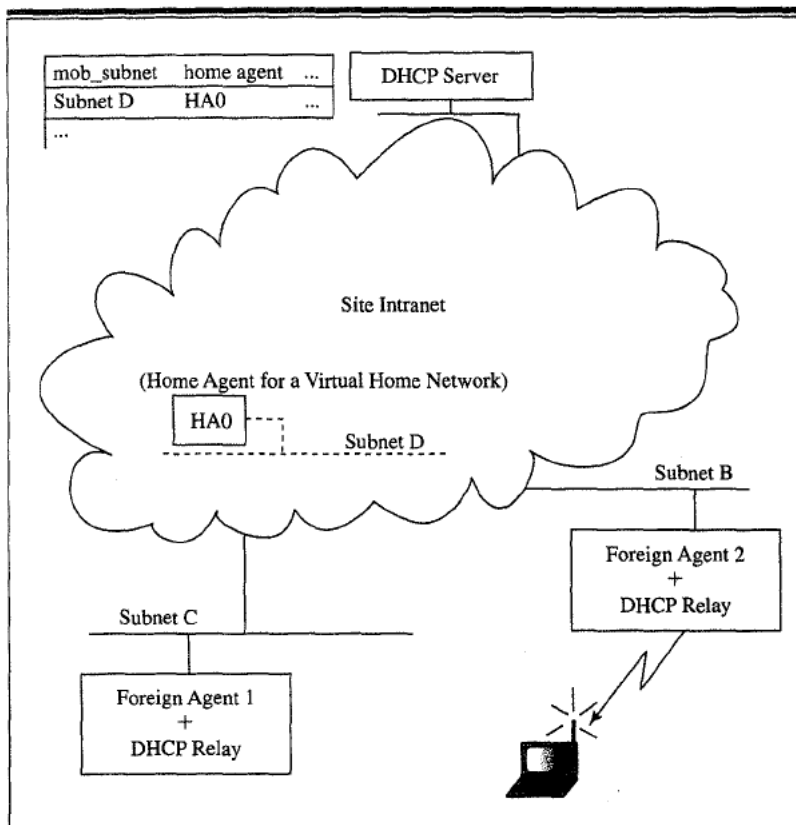 mob_subnet home agent ...
Subnet D HA0 ...
...
DHCP Server
Site Intranet
(Home Agent for a Virtual Home Network)
HA0
Subnet D
Subnet B
Foreign Agent 2
+
DHCP Relay
Subnet C
Foreign Agent 1
+
DHCP Relay